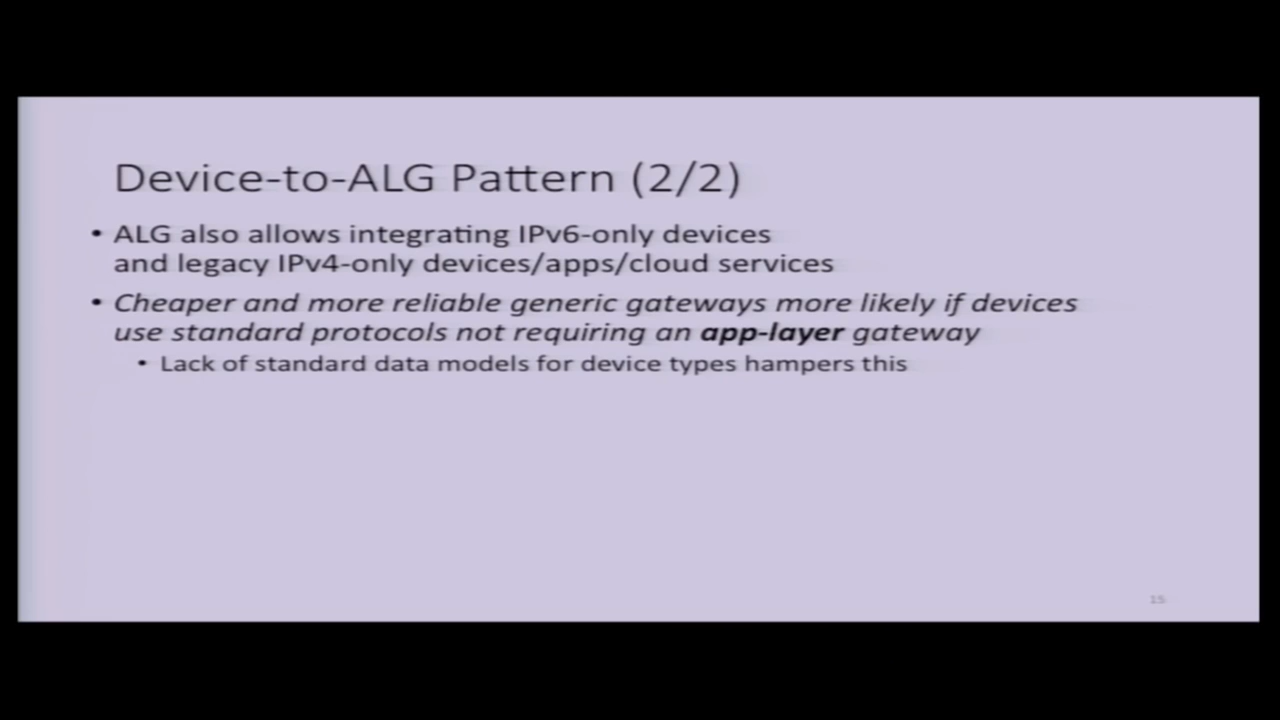 Device-to-ALG Pattern (2/2)
• ALG also allows integrating IPv6-only devices
and legacy IPv4-only devices/apps/cloud services
• Cheaper and more reliable generic gateways more likely if devices
use standard protocols not requiring an app-layer gateway
• Lack of standard data models for device types hampers this
15